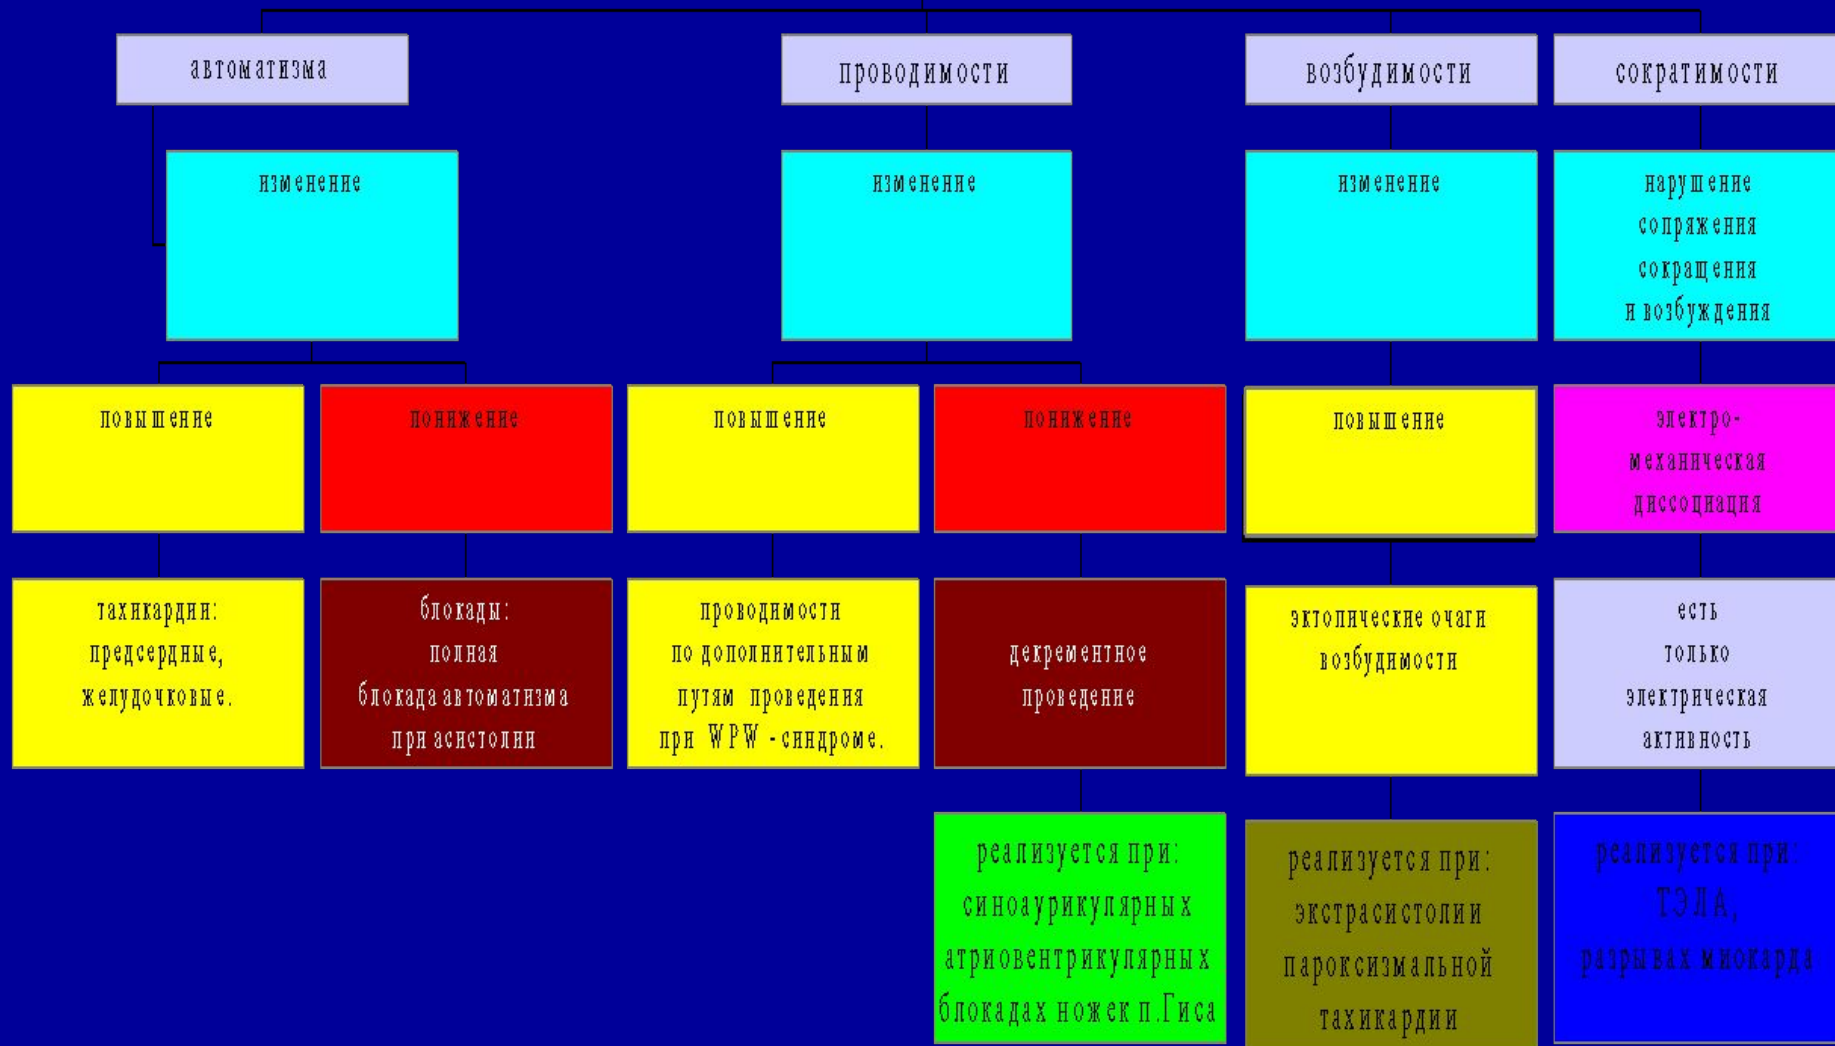 автоматизма
проводимости
возбудимости
сократимости
изменение
изменение
изменение
нарушение
сопряжения
сокращения
и возбуждения
повышение
понижение
повышение
понижение
повышение
электро-
механическая
диссоциация
тахикардии:
предсердные,
желудочковые.
блокады:
полная
блокада автоматизма
при асистолии
проводимости
по дополнительным
путям проведения
при WPW - синдроме.
декрементное
проведение
эктопические очаги
возбудимости
есть
только
электрическая
активность
реализуется при:
синоаурикулярных
атриовентрикулярных
блокадах ножек п.Гиса
реализуется при:
экстрасистолии
пароксизмальной
тахикардии
реализуется при:
ТЭЛА,
разрывах миокарда